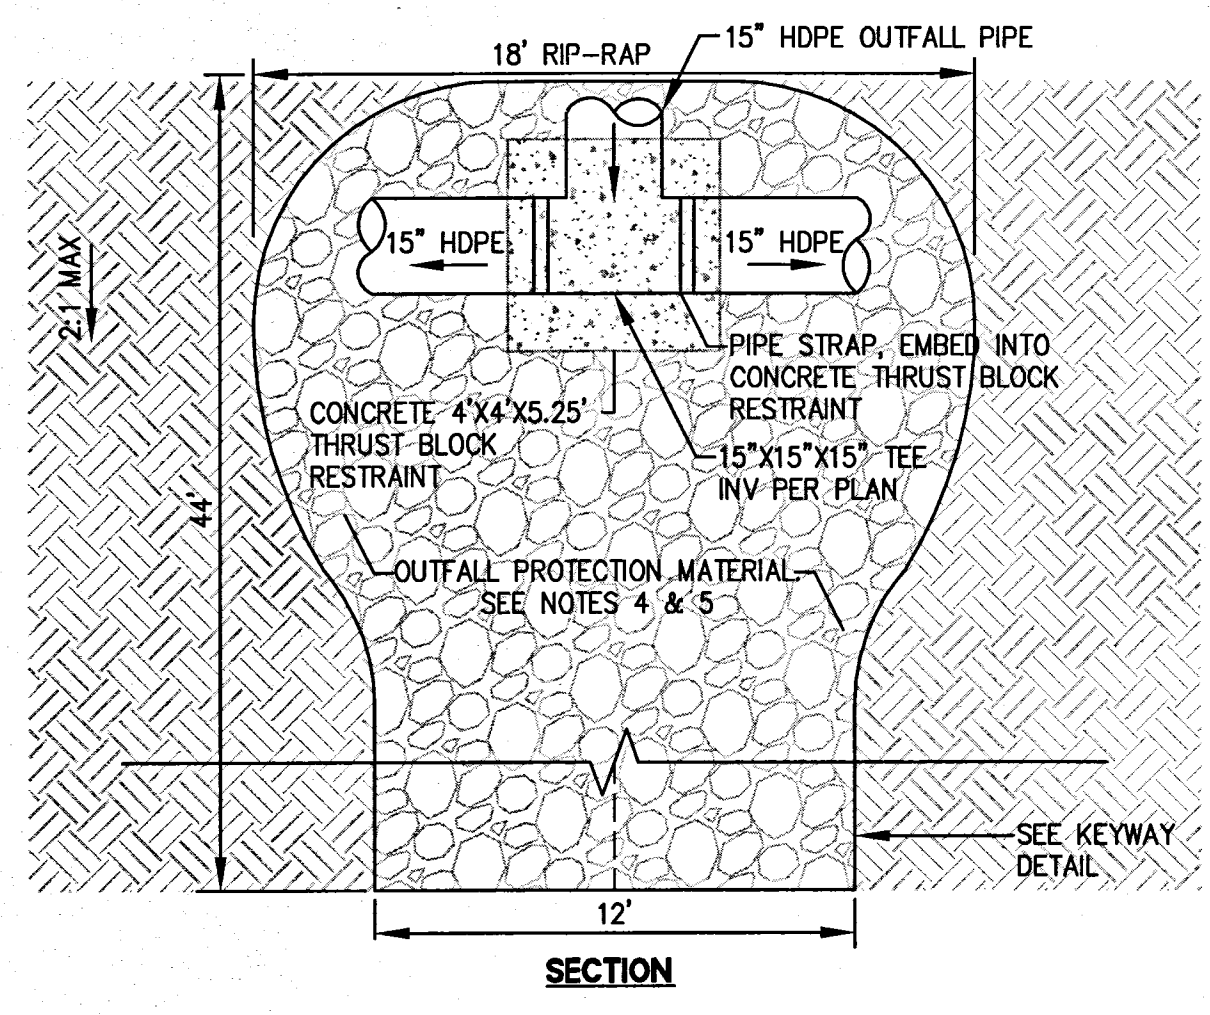 15" HDPE OUTFALL PIPE
18' RIP-RAP
15" HDPE
15" HDPE
2:1 MAX
PIPE STRAP, EMBED INTO
CONCRETE THRUST BLOCK
RESTRAINT
CONCRETE 4'X4'X5.25'
THRUST BLOCK
RESTRAINT
15"X15"X15" TEE
INV PER PLAN
44'
OUTFALL PROTECTION MATERIAL
SEE NOTES 4 & 5
SEE KEYWAY
DETAIL
12'
SECTION